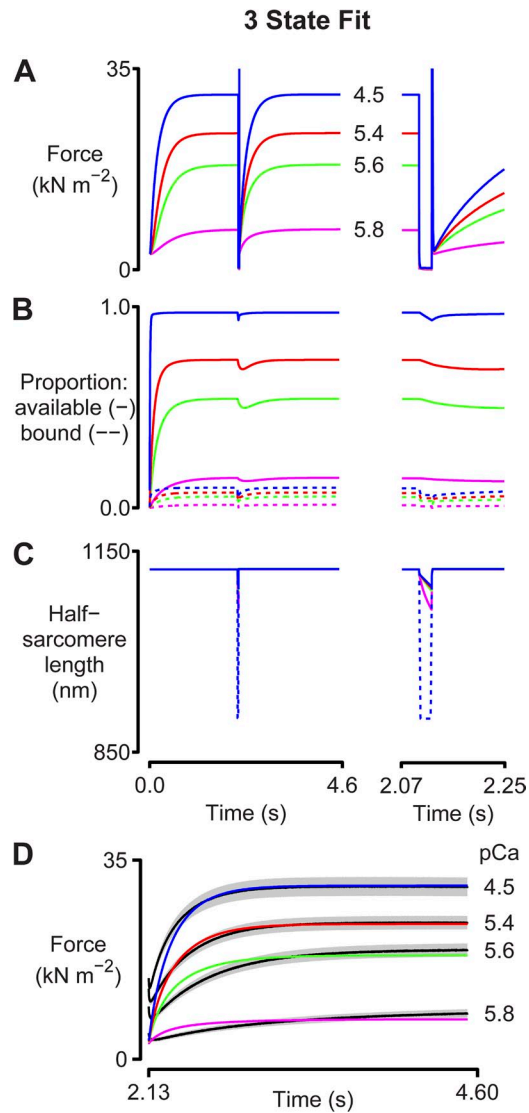 3 State Fit
A
35
Force
(kN m⁻²)
0
4.5
5.4
5.6
5.8
B
1.0
Proportion:
available (−)
bound (−−)
0.0
C
1150
Half−
sarcomere
length
(nm)
850
0.0
4.6
2.07
2.25
Time (s)
Time (s)
D
pCa
35
4.5
5.4
Force
(kN m⁻²)
5.6
5.8
0
2.13
4.60
Time (s)